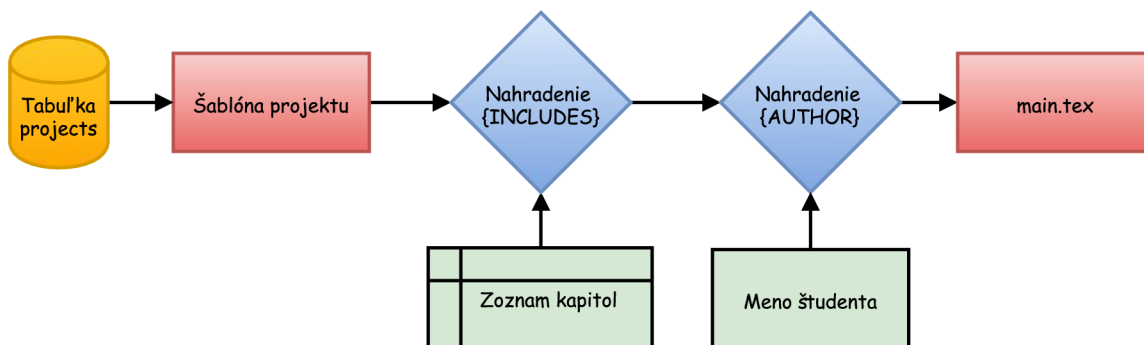 Tabuľka
projects
Šablóna projektu
Nahradenie
{INCLUDES}
Nahradenie
{AUTHOR}
main.tex
Zoznam kapitol
Meno študenta